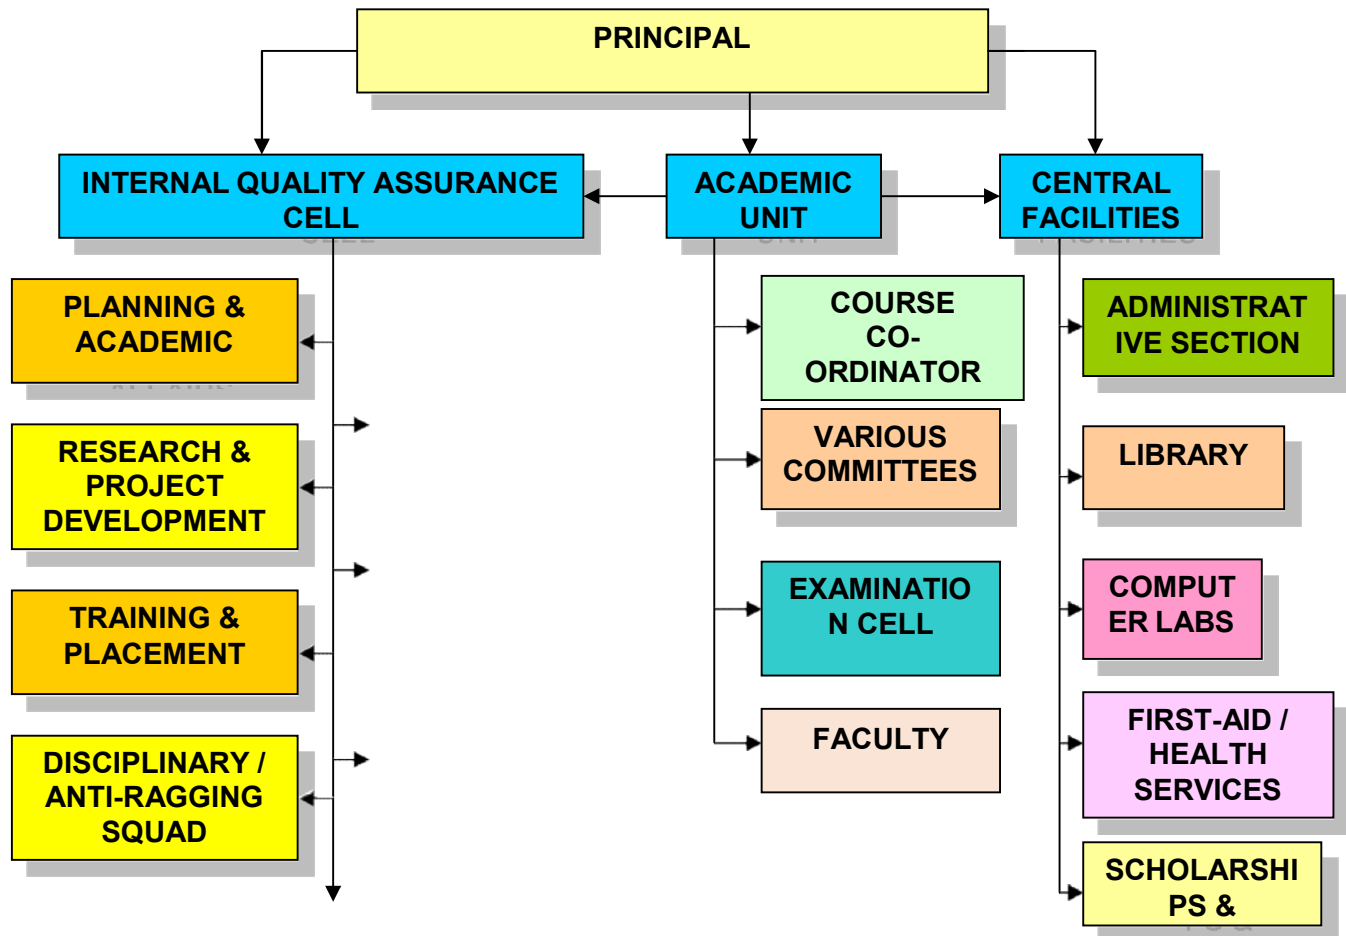 PRINCIPAL
INTERNAL QUALITY ASSURANCE
CELL
ACADEMIC
UNIT
CENTRAL
FACILITIES
PLANNING &
ACADEMIC
RESEARCH &
PROJECT
DEVELOPMENT
TRAINING &
PLACEMENT
DISCIPLINARY /
ANTI-RAGGING
SQUAD
COURSE
CO-
ORDINATOR
VARIOUS
COMMITTEES
EXAMINATIO
N CELL
FACULTY
ADMINISTRAT
IVE SECTION
LIBRARY
COMPUT
ER LABS
FIRST-AID /
HEALTH
SERVICES
SCHOLARSHI
PS &